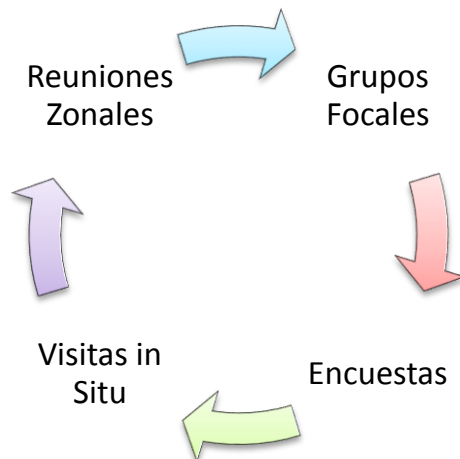 Reuniones
Zonales
Grupos
Focales
Encuestas
Visitas in
Situ